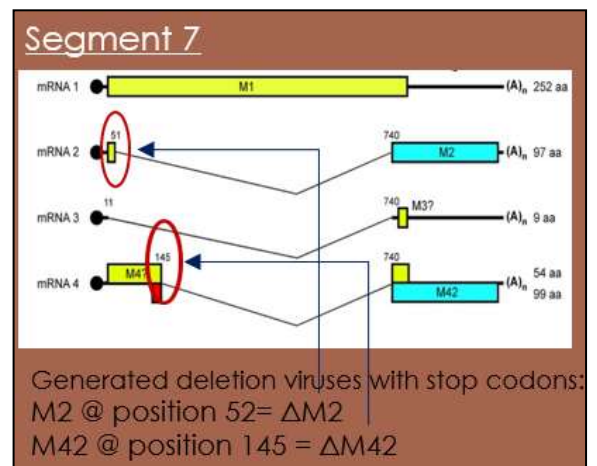 Segment 7
mRNA 1 M1 (A)n 252 aa
51 740
mRNA 2 M2 (A)n 97 aa
11 740 M3?
mRNA 3 (A)n 9 aa
145 740
M4? 54 aa
mRNA 4 (A)n
M42 99 aa
Generated deletion viruses with stop codons:
M2 @ position 52= ΔM2
M42 @ position 145 = ΔM42